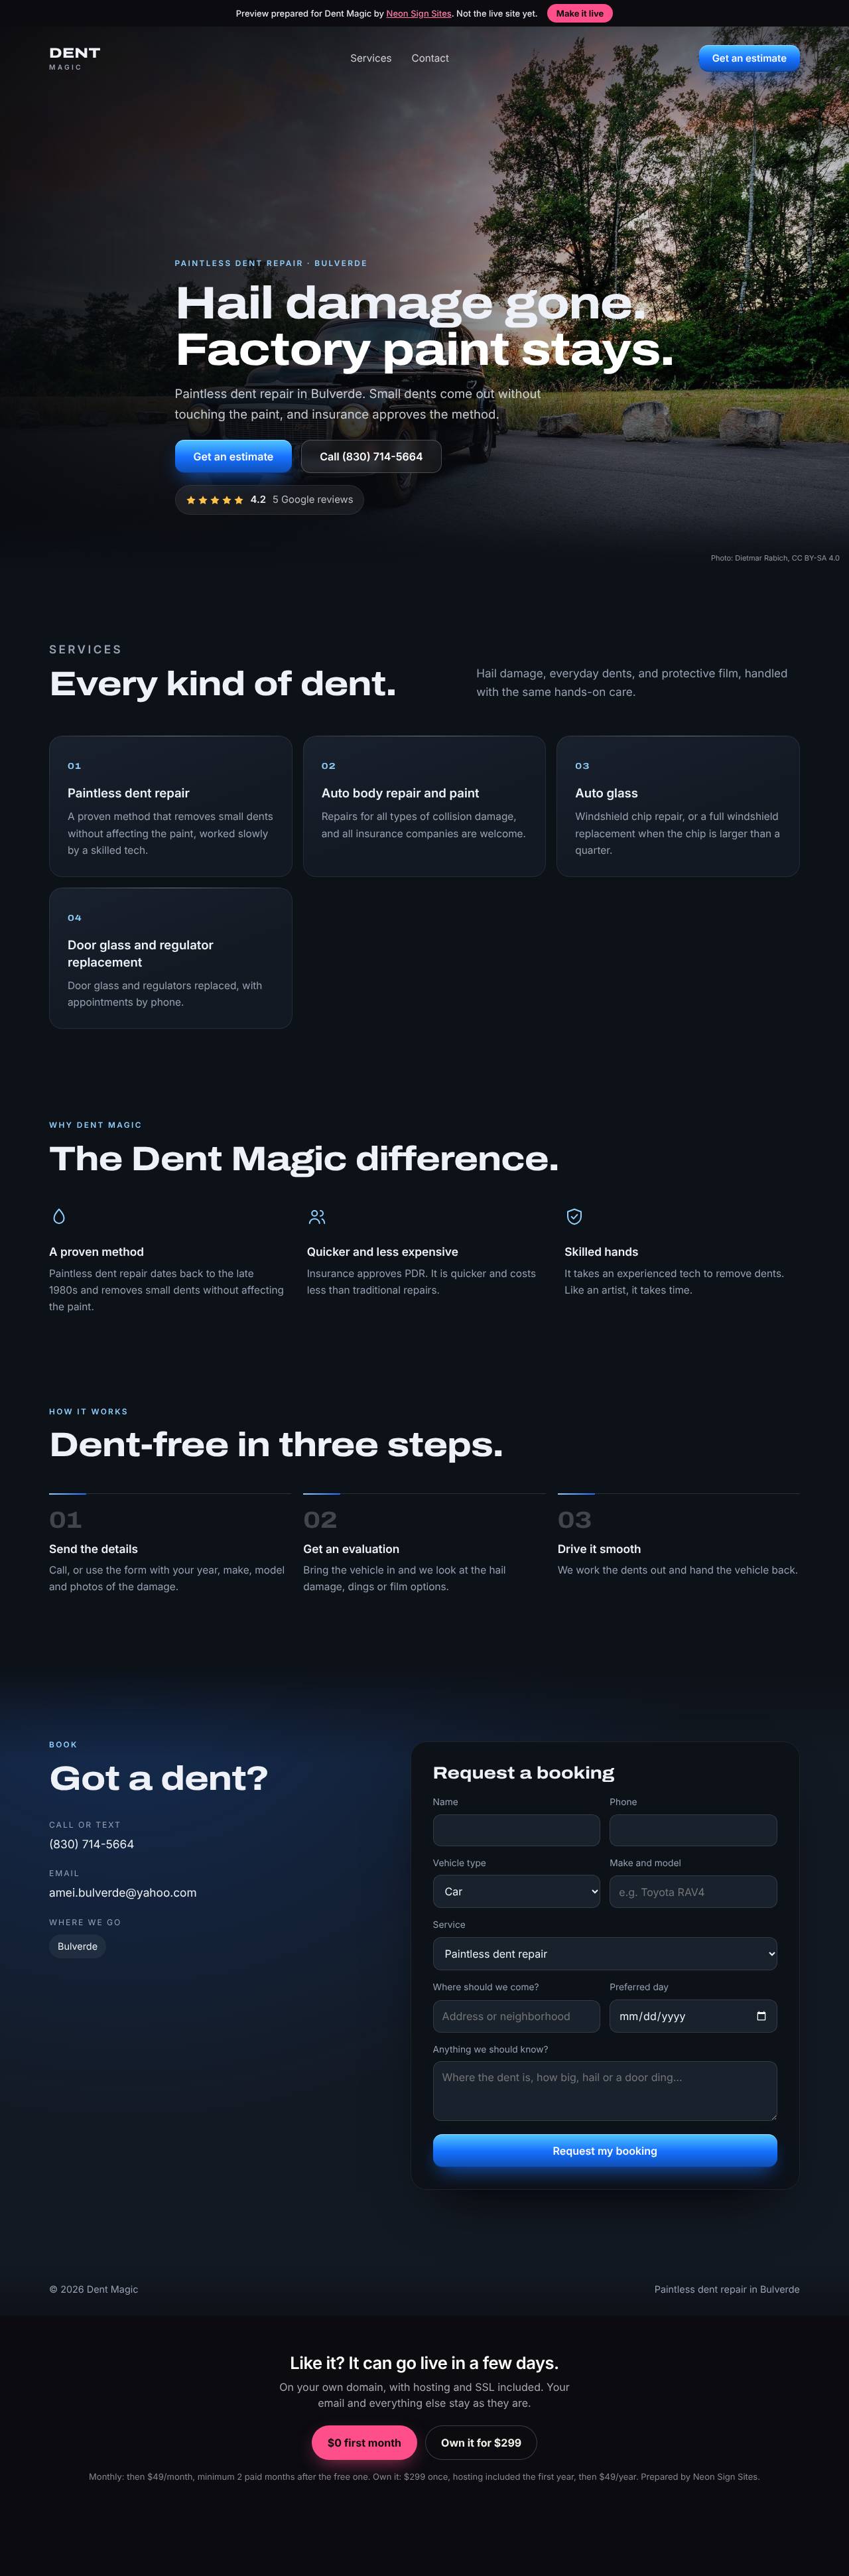 Preview prepared for Dent Magic by Neon Sign Sites. Not the live site yet. Make it live
DENT
MAGIC
Services Contact
Get an estimate
PAINTLESS DENT REPAIR · BULVERDE
Hail damage gone.
Factory paint stays.
Paintless dent repair in Bulverde. Small dents come out without
touching the paint, and insurance approves the method.
Get an estimate
Call (830) 714-5664
4.2 5 Google reviews
Photo: Dietmar Rabich, CC BY-SA 4.0
SERVICES
Every kind of dent.
Hail damage, everyday dents, and protective film, handled
with the same hands-on care.
01
Paintless dent repair
A proven method that removes small dents
without affecting the paint, worked slowly
by a skilled tech.
02
Auto body repair and paint
Repairs for all types of collision damage,
and all insurance companies are welcome.
03
Auto glass
Windshield chip repair, or a full windshield
replacement when the chip is larger than a
quarter.
04
Door glass and regulator
replacement
Door glass and regulators replaced, with
appointments by phone.
WHY DENT MAGIC
The Dent Magic difference.
A proven method
Paintless dent repair dates back to the late
1980s and removes small dents without affecting
the paint.
Quicker and less expensive
Insurance approves PDR. It is quicker and costs
less than traditional repairs.
Skilled hands
It takes an experienced tech to remove dents.
Like an artist, it takes time.
HOW IT WORKS
Dent-free in three steps.
01
Send the details
Call, or use the form with your year, make, model
and photos of the damage.
02
Get an evaluation
Bring the vehicle in and we look at the hail
damage, dings or film options.
03
Drive it smooth
We work the dents out and hand the vehicle back.
BOOK
Got a dent?
CALL OR TEXT
(830) 714-5664
EMAIL
amei.bulverde@yahoo.com
WHERE WE GO
Bulverde
Request a booking
Name
Phone
Vehicle type
Car
Make and model
e.g. Toyota RAV4
Service
Paintless dent repair
Where should we come?
Address or neighborhood
Preferred day
mm/dd/yyyy
Anything we should know?
Where the dent is, how big, hail or a door ding...
Request my booking
© 2026 Dent Magic
Paintless dent repair in Bulverde
Like it? It can go live in a few days.
On your own domain, with hosting and SSL included. Your
email and everything else stay as they are.
$0 first month
Own it for $299
Monthly: then $49/month, minimum 2 paid months after the free one. Own it: $299 once, hosting included the first year, then $49/year. Prepared by Neon Sign Sites.